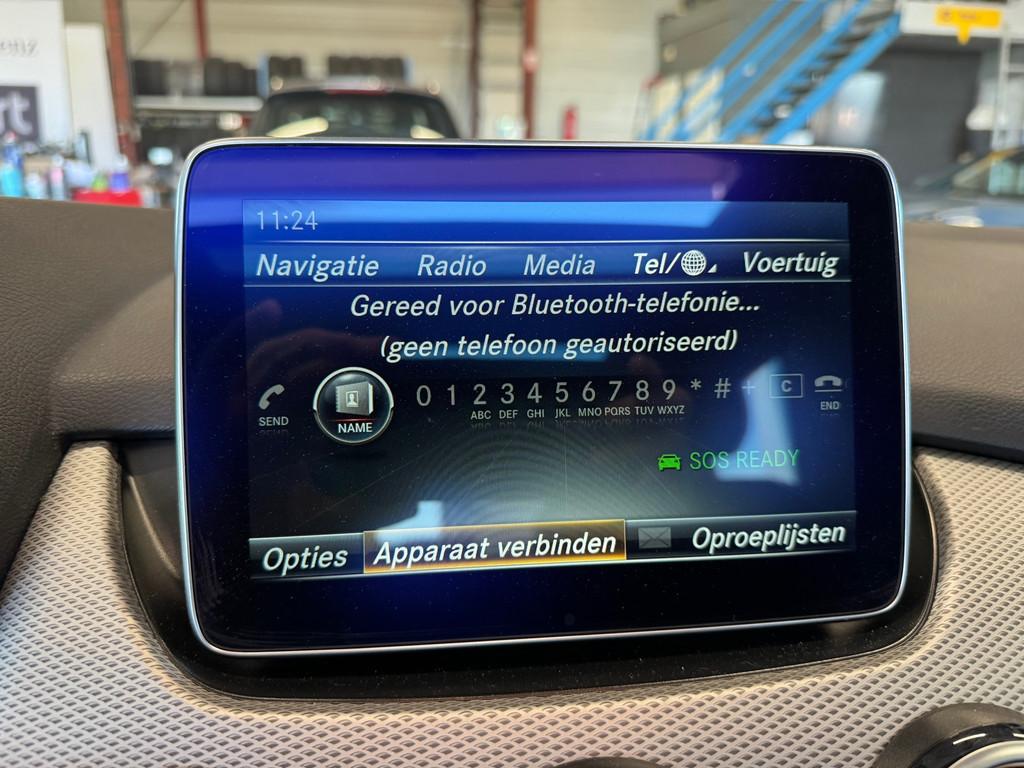 enz
rt
11:24
Navigatie Radio Media Tel/ Voertuig
Gereed voor Bluetooth-telefonie...
(geen telefoon geautoriseerd)
SEND NAME 0 1 2 3 4 5 6 7 8 9 * # + C END
ABC DEF GHI JKL MNO PQRS TUV WXYZ
SOS READY
Opties Apparaat verbinden Oproeplijsten